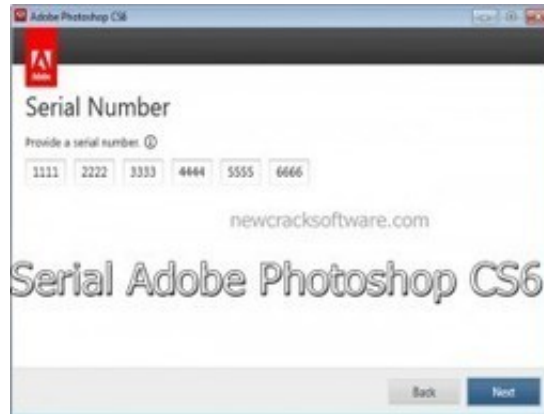 Adobe Photoshop CS6
Adobe
Serial Number
Provide a serial number.
1111 2222 3333 4444 5555 6666
newcracksoftware.com
Serial Adobe Photoshop CS6
Back Next